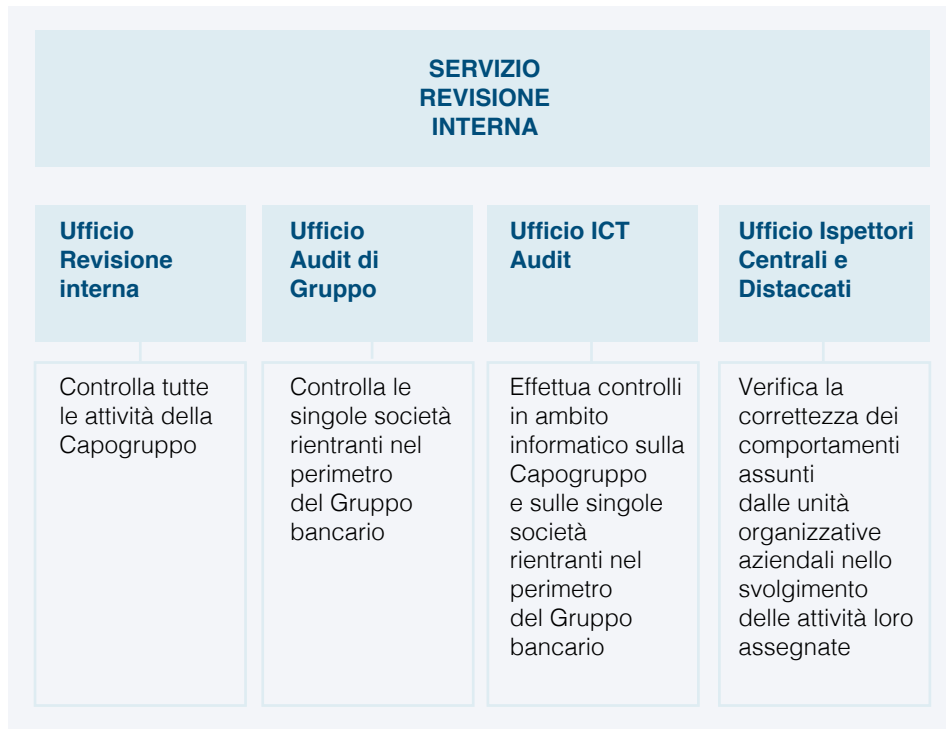 SERVIZIO
REVISIONE
INTERNA
Ufficio
Revisione
interna
Controlla tutte
le attività della
Capogruppo
Ufficio
Audit di
Gruppo
Controlla le
singole società
rientranti nel
perimetro
del Gruppo
bancario
Ufficio ICT
Audit
Effettua controlli
in ambito
informatico sulla
Capogruppo
e sulle singole
società
rientranti nel
perimetro
del Gruppo
bancario
Ufficio Ispettori
Centrali e
Distaccati
Verifica la
correttezza dei
comportamenti
assunti
dalle unità
organizzative
aziendali nello
svolgimento
delle attività loro
assegnate